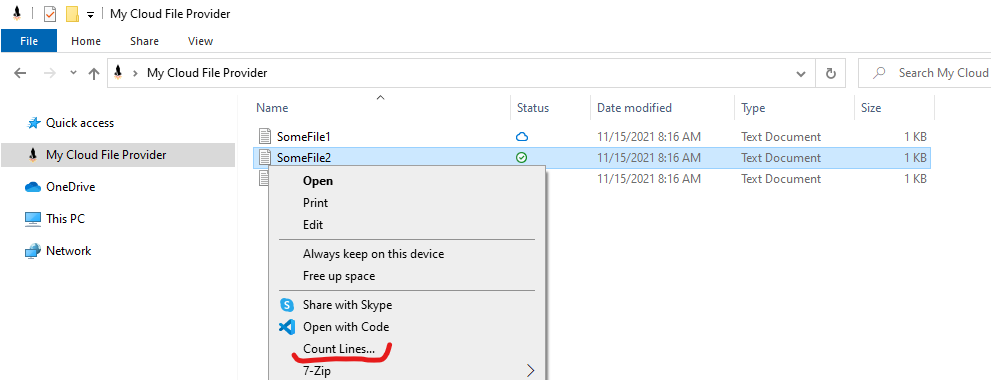 My Cloud File Provider
File Home Share View
My Cloud File Provider Search My Cloud
Name Status Date modified Type Size
Quick access
My Cloud File Provider
OneDrive
This PC
Network
SomeFile1 11/15/2021 8:16 AM Text Document 1 KB
SomeFile2 11/15/2021 8:16 AM Text Document 1 KB
11/15/2021 8:16 AM Text Document 1 KB
Open
Print
Edit
Always keep on this device
Free up space
Share with Skype
Open with Code
Count Lines...
7-Zip